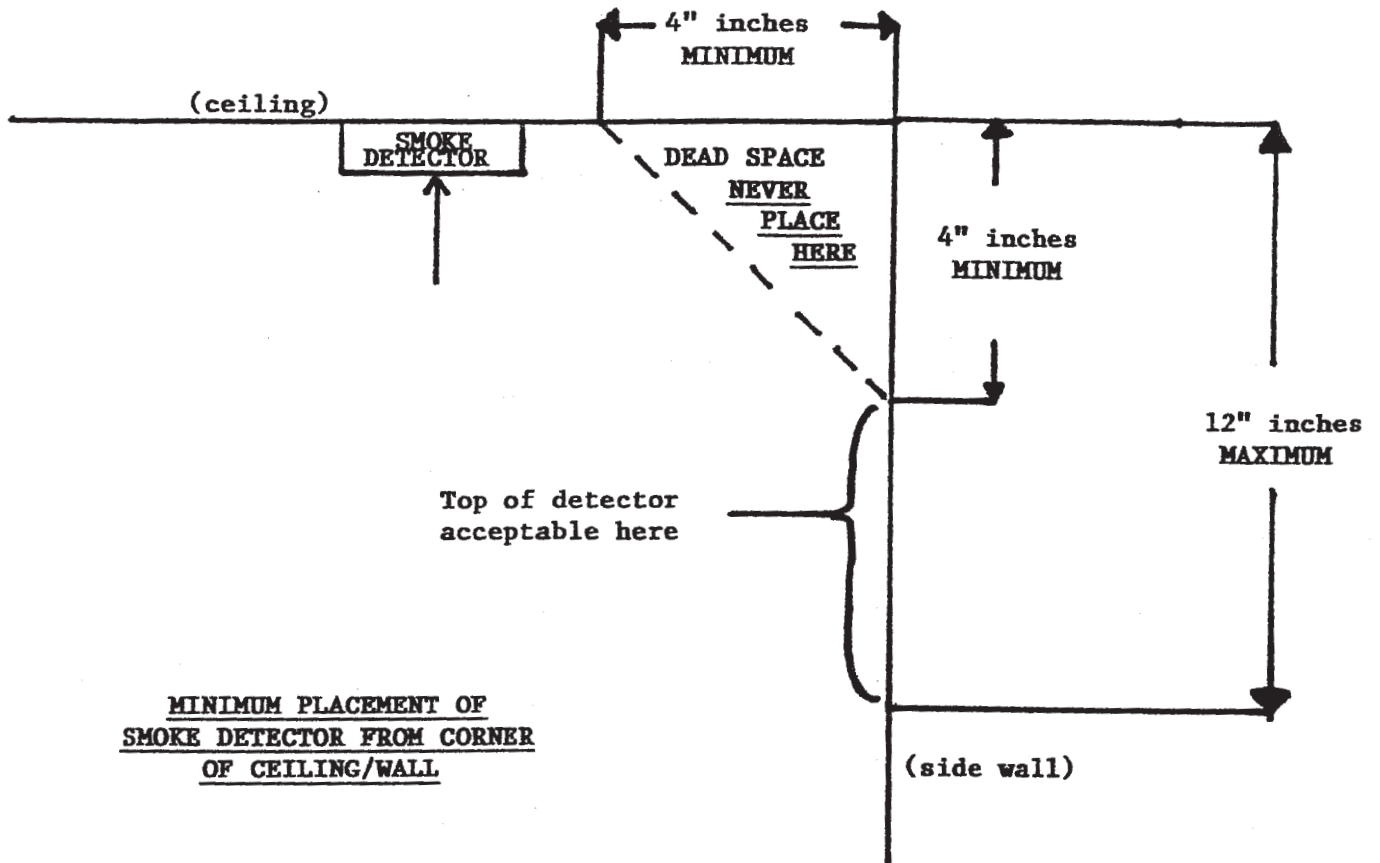 4" inches
MINIMUM
(ceiling)
SMOKE
DETECTOR
DEAD SPACE
NEVER
PLACE
HERE
4" inches
MINIMUM
12" inches
MAXIMUM
Top of detector
acceptable here
MINIMUM PLACEMENT OF
SMOKE DETECTOR FROM CORNER
OF CEILING/WALL
(side wall)